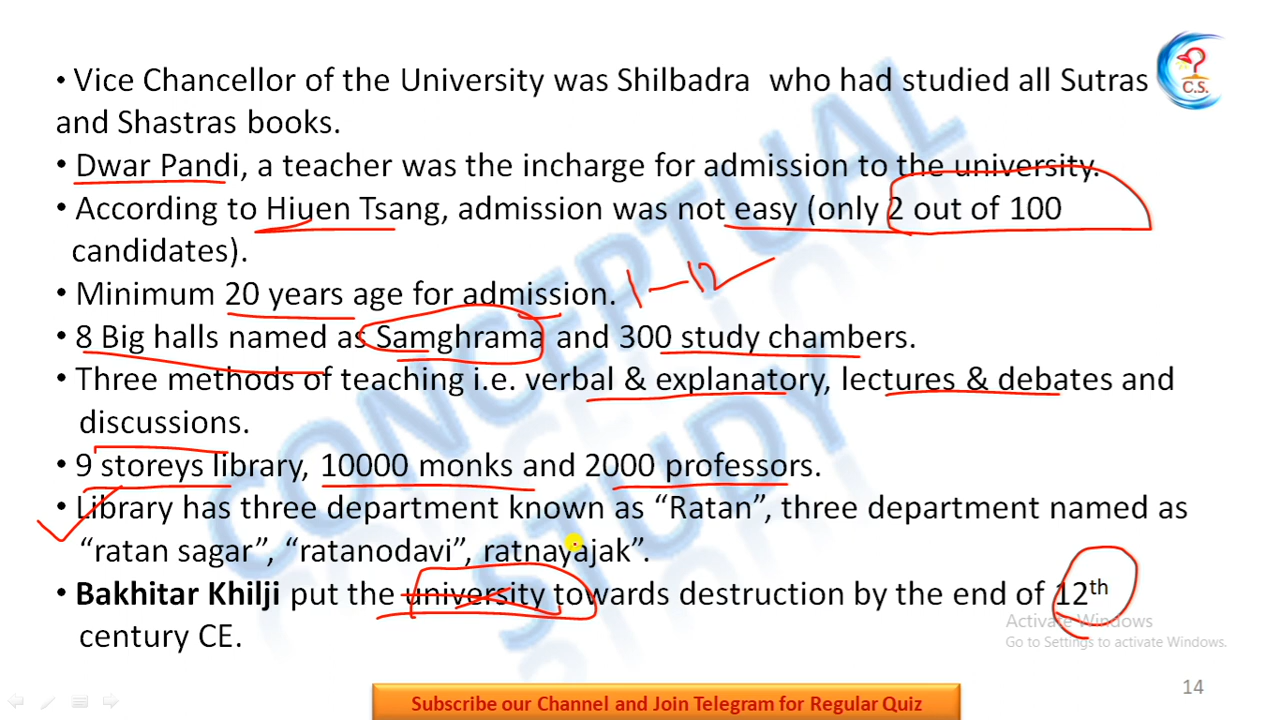 • Vice Chancellor of the University was Shilbadra who had studied all Sutras
and Shastras books.
• Dwar Pandi, a teacher was the incharge for admission to the university.
• According to Hiuen Tsang, admission was not easy (only 2 out of 100
candidates).
• Minimum 20 years age for admission. 1-12
• 8 Big halls named as Samghrama and 300 study chambers.
• Three methods of teaching i.e. verbal & explanatory, lectures & debates and
discussions.
• 9 storeys library, 10000 monks and 2000 professors.
• Library has three department known as “Ratan”, three department named as
“ratan sagar”, “ratanodavi”, ratnayajak”.
• Bakhitar Khilji put the university towards destruction by the end of 12th
century CE.
C.S.
CONCEPTUAL
STUDY
Activate Windows
Go to Settings to activate Windows.
14
Subscribe our Channel and Join Telegram for Regular Quiz